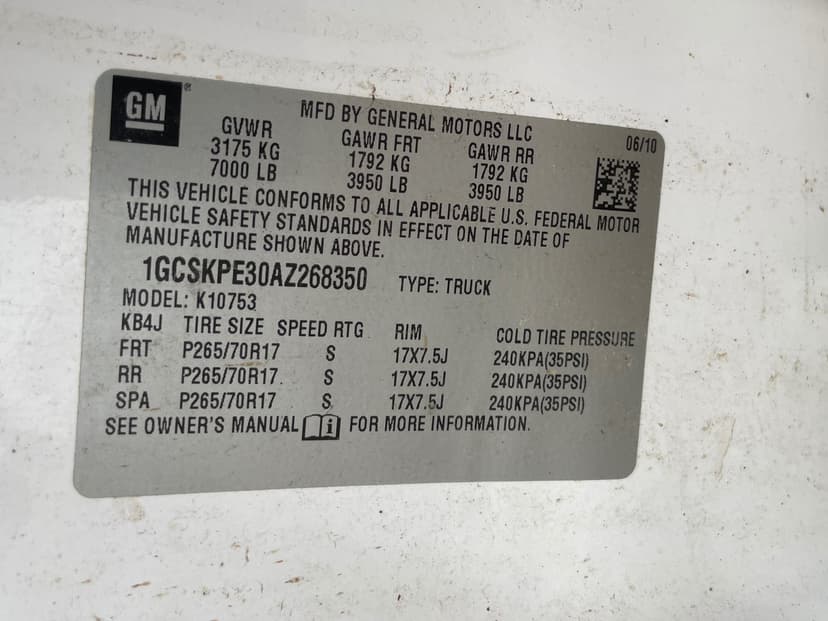 GM®
MFD BY GENERAL MOTORS LLC
06/10
GVWR GAWR FRT GAWR RR
3175 KG 1792 KG 1792 KG
7000 LB 3950 LB 3950 LB
THIS VEHICLE CONFORMS TO ALL APPLICABLE U.S. FEDERAL MOTOR
VEHICLE SAFETY STANDARDS IN EFFECT ON THE DATE OF
MANUFACTURE SHOWN ABOVE.
1GCSKPE30AZ268350 TYPE: TRUCK
MODEL: K10753
KB4J TIRE SIZE SPEED RTG RIM COLD TIRE PRESSURE
FRT P265/70R17 S 17X7.5J 240KPA(35PSI)
RR P265/70R17 S 17X7.5J 240KPA(35PSI)
SPA P265/70R17 S 17X7.5J 240KPA(35PSI)
SEE OWNER'S MANUAL i FOR MORE INFORMATION.